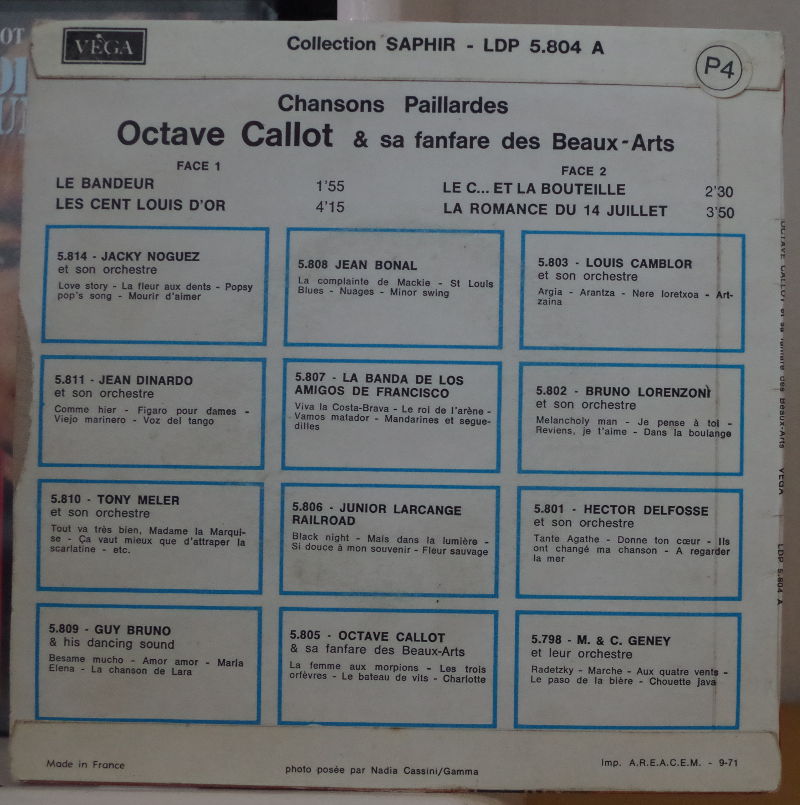 VÉGA
Collection SAPHIR - LDP 5.804 A
P4
Chansons Paillardes
Octave Callot & sa fanfare des Beaux-Arts
FACE 1
LE BANDEUR 1'55
LES CENT LOUIS D'OR 4'15
FACE 2
LE C... ET LA BOUTEILLE 2'30
LA ROMANCE DU 14 JUILLET 3'50
5.814 - JACKY NOGUEZ
et son orchestre
Love story - La fleur aux dents - Popsy
pop's song - Mourir d'aimer
5.808 JEAN BONAL
La complainte de Mackie - St Louis
Blues - Nuages - Minor swing
5.803 - LOUIS CAMBLOR
et son orchestre
Argia - Arantza - Nere loretxoa - Art-
zaina
5.811 - JEAN DINARDO
et son orchestre
Comme hier - Figaro pour dames -
Viejo marinero - Voz del tango
5.807 - LA BANDA DE LOS
AMIGOS DE FRANCISCO
Viva la Costa-Brava - Le roi de l'arène -
Vamos matador - Mandarines et segue-
dilles
5.802 - BRUNO LORENZONI
et son orchestre
Melancholy man - Je pense à toi -
Reviens, je t'aime - Dans la boulange
5.810 - TONY MELER
et son orchestre
Tout va très bien, Madame la Marqui-
se - Ça vaut mieux que d'attraper la
scarlatine - etc.
5.806 - JUNIOR LARCANGE
RAILROAD
Black night - Mais dans la lumière -
Si douce à mon souvenir - Fleur sauvage
5.801 - HECTOR DELFOSSE
et son orchestre
Tante Agathe - Donne ton cœur - Ils
ont changé ma chanson - A regarder
la mer
5.809 - GUY BRUNO
& his dancing sound
Besame mucho - Amor amor - Maria
Elena - La chanson de Lara
5.805 - OCTAVE CALLOT
& sa fanfare des Beaux-Arts
La femme aux morpions - Les trois
orfèvres - Le bateau de vits - Charlotte
5.798 - M. & C. GENEY
et leur orchestre
Radetzky - Marche - Aux quatre vents -
Le paso de la bière - Chouette java
Made in France
photo posée par Nadia Cassini/Gamma
Imp. A.R.E.A.C.E.M. - 9-71
OCTAVE CALLOT et sa fanfare des Beaux-Arts VÉGA LDP 5.804 A
OT